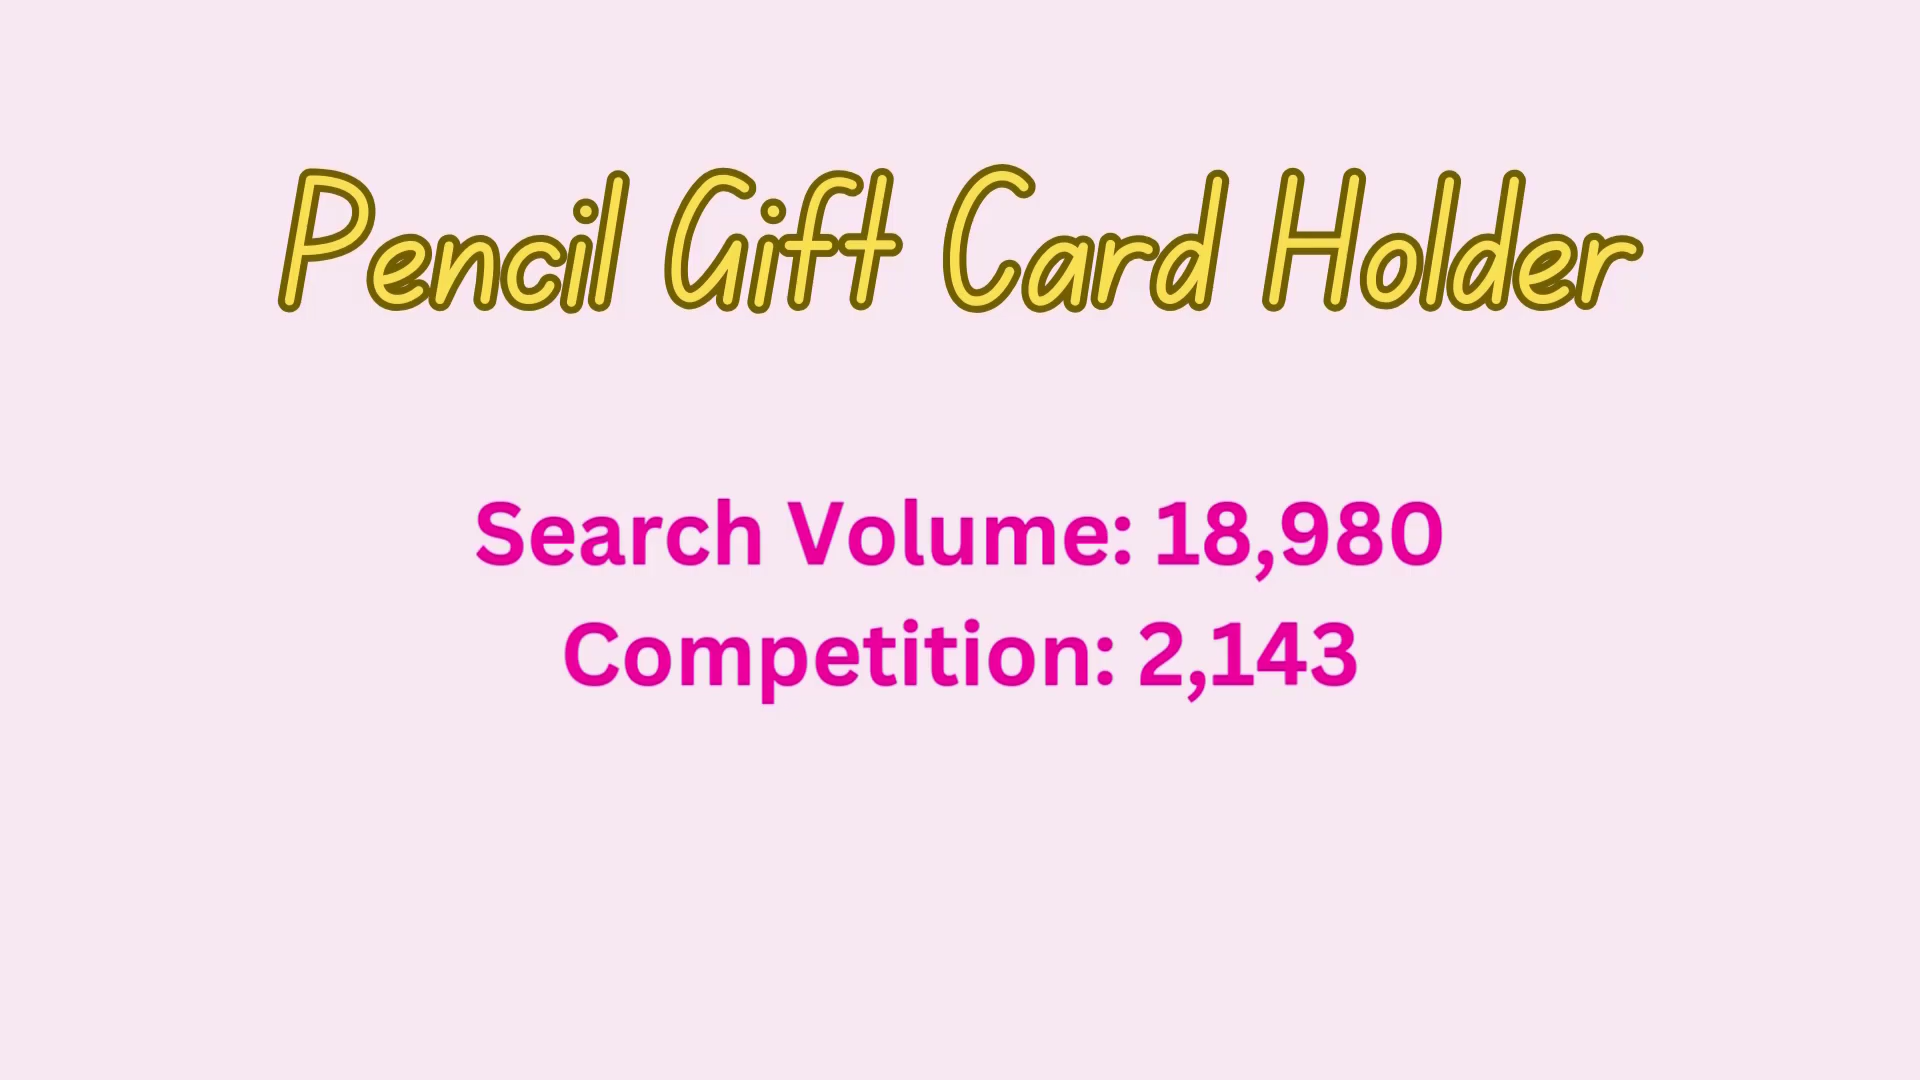 Pencil Gift Card Holder
Search Volume: 18,980
Competition: 2,143